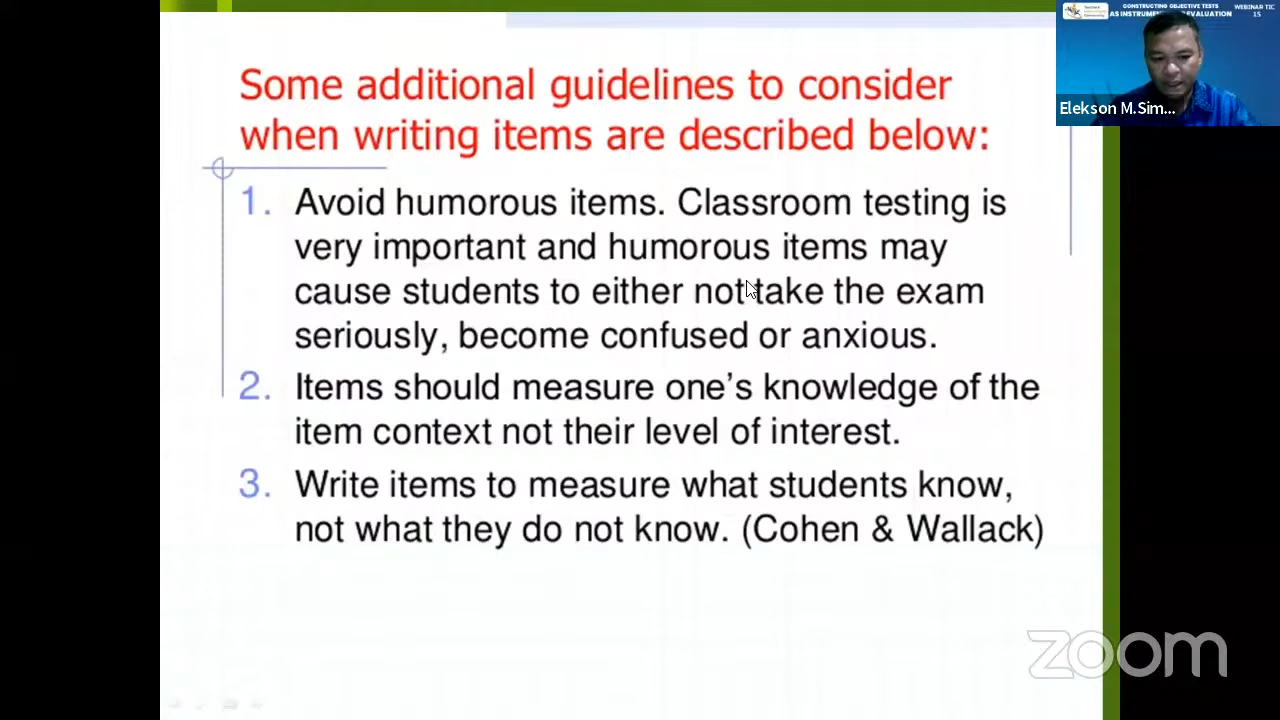 Some additional guidelines to consider
when writing items are described below:
1. Avoid humorous items. Classroom testing is
very important and humorous items may
cause students to either not take the exam
seriously, become confused or anxious.
2. Items should measure one's knowledge of the
item context not their level of interest.
3. Write items to measure what students know,
not what they do not know. (Cohen & Wallack)
CONSTRUCTING OBJECTIVE TESTS
AS INSTRUM EVALUATION
WEBINAR TIC
15
Elekson M.Sim...
zoom